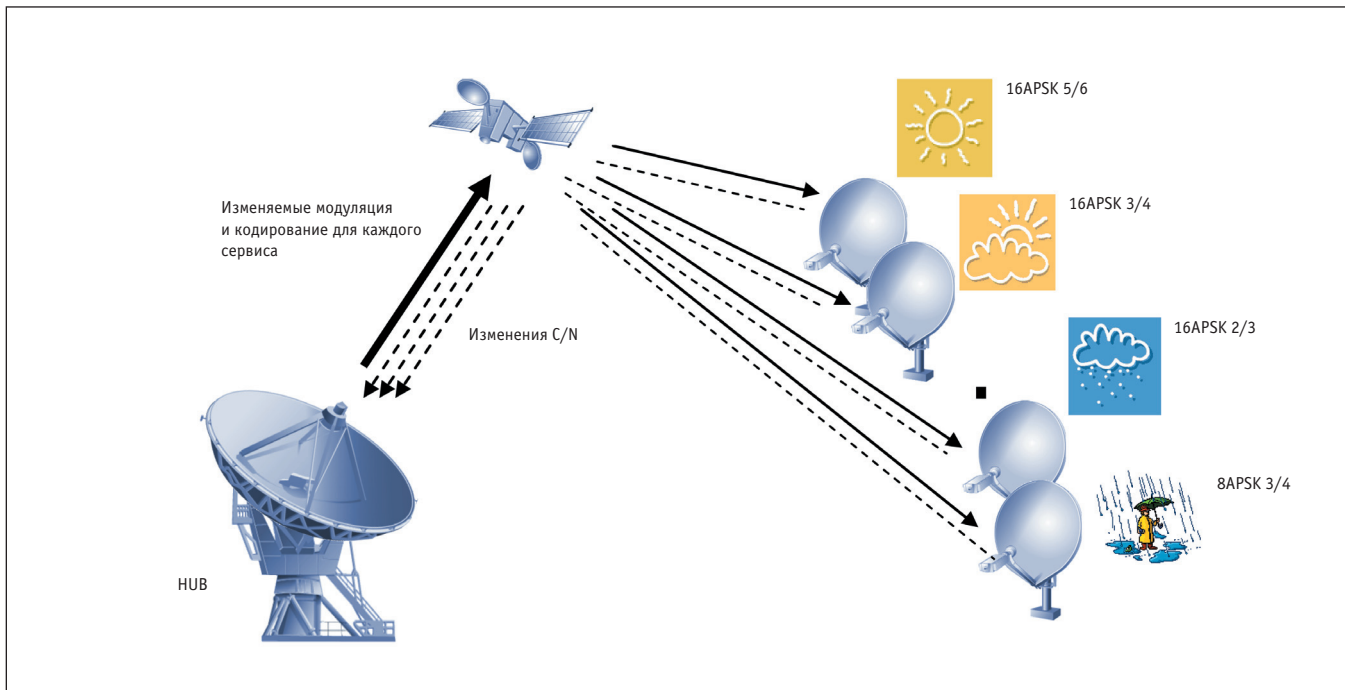 16APSK 5/6
16APSK 3/4
Изменяемые модуляция
и кодирование для каждого
сервиса
Изменения C/N
16APSK 2/3
8APSK 3/4
HUB